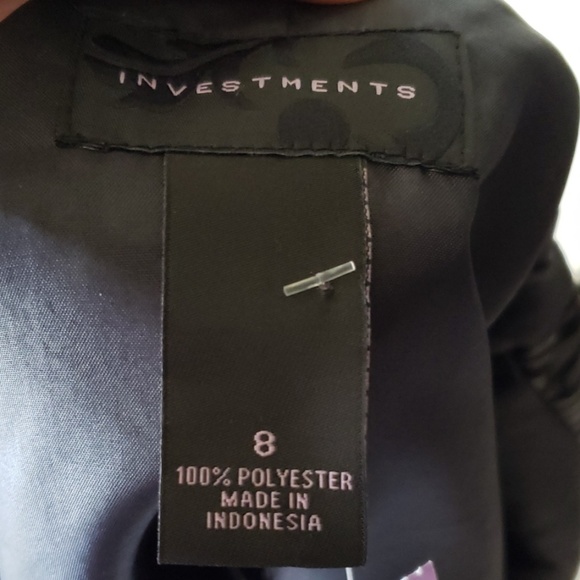 INVESTMENTS
8
100% POLYESTER
MADE IN
INDONESIA